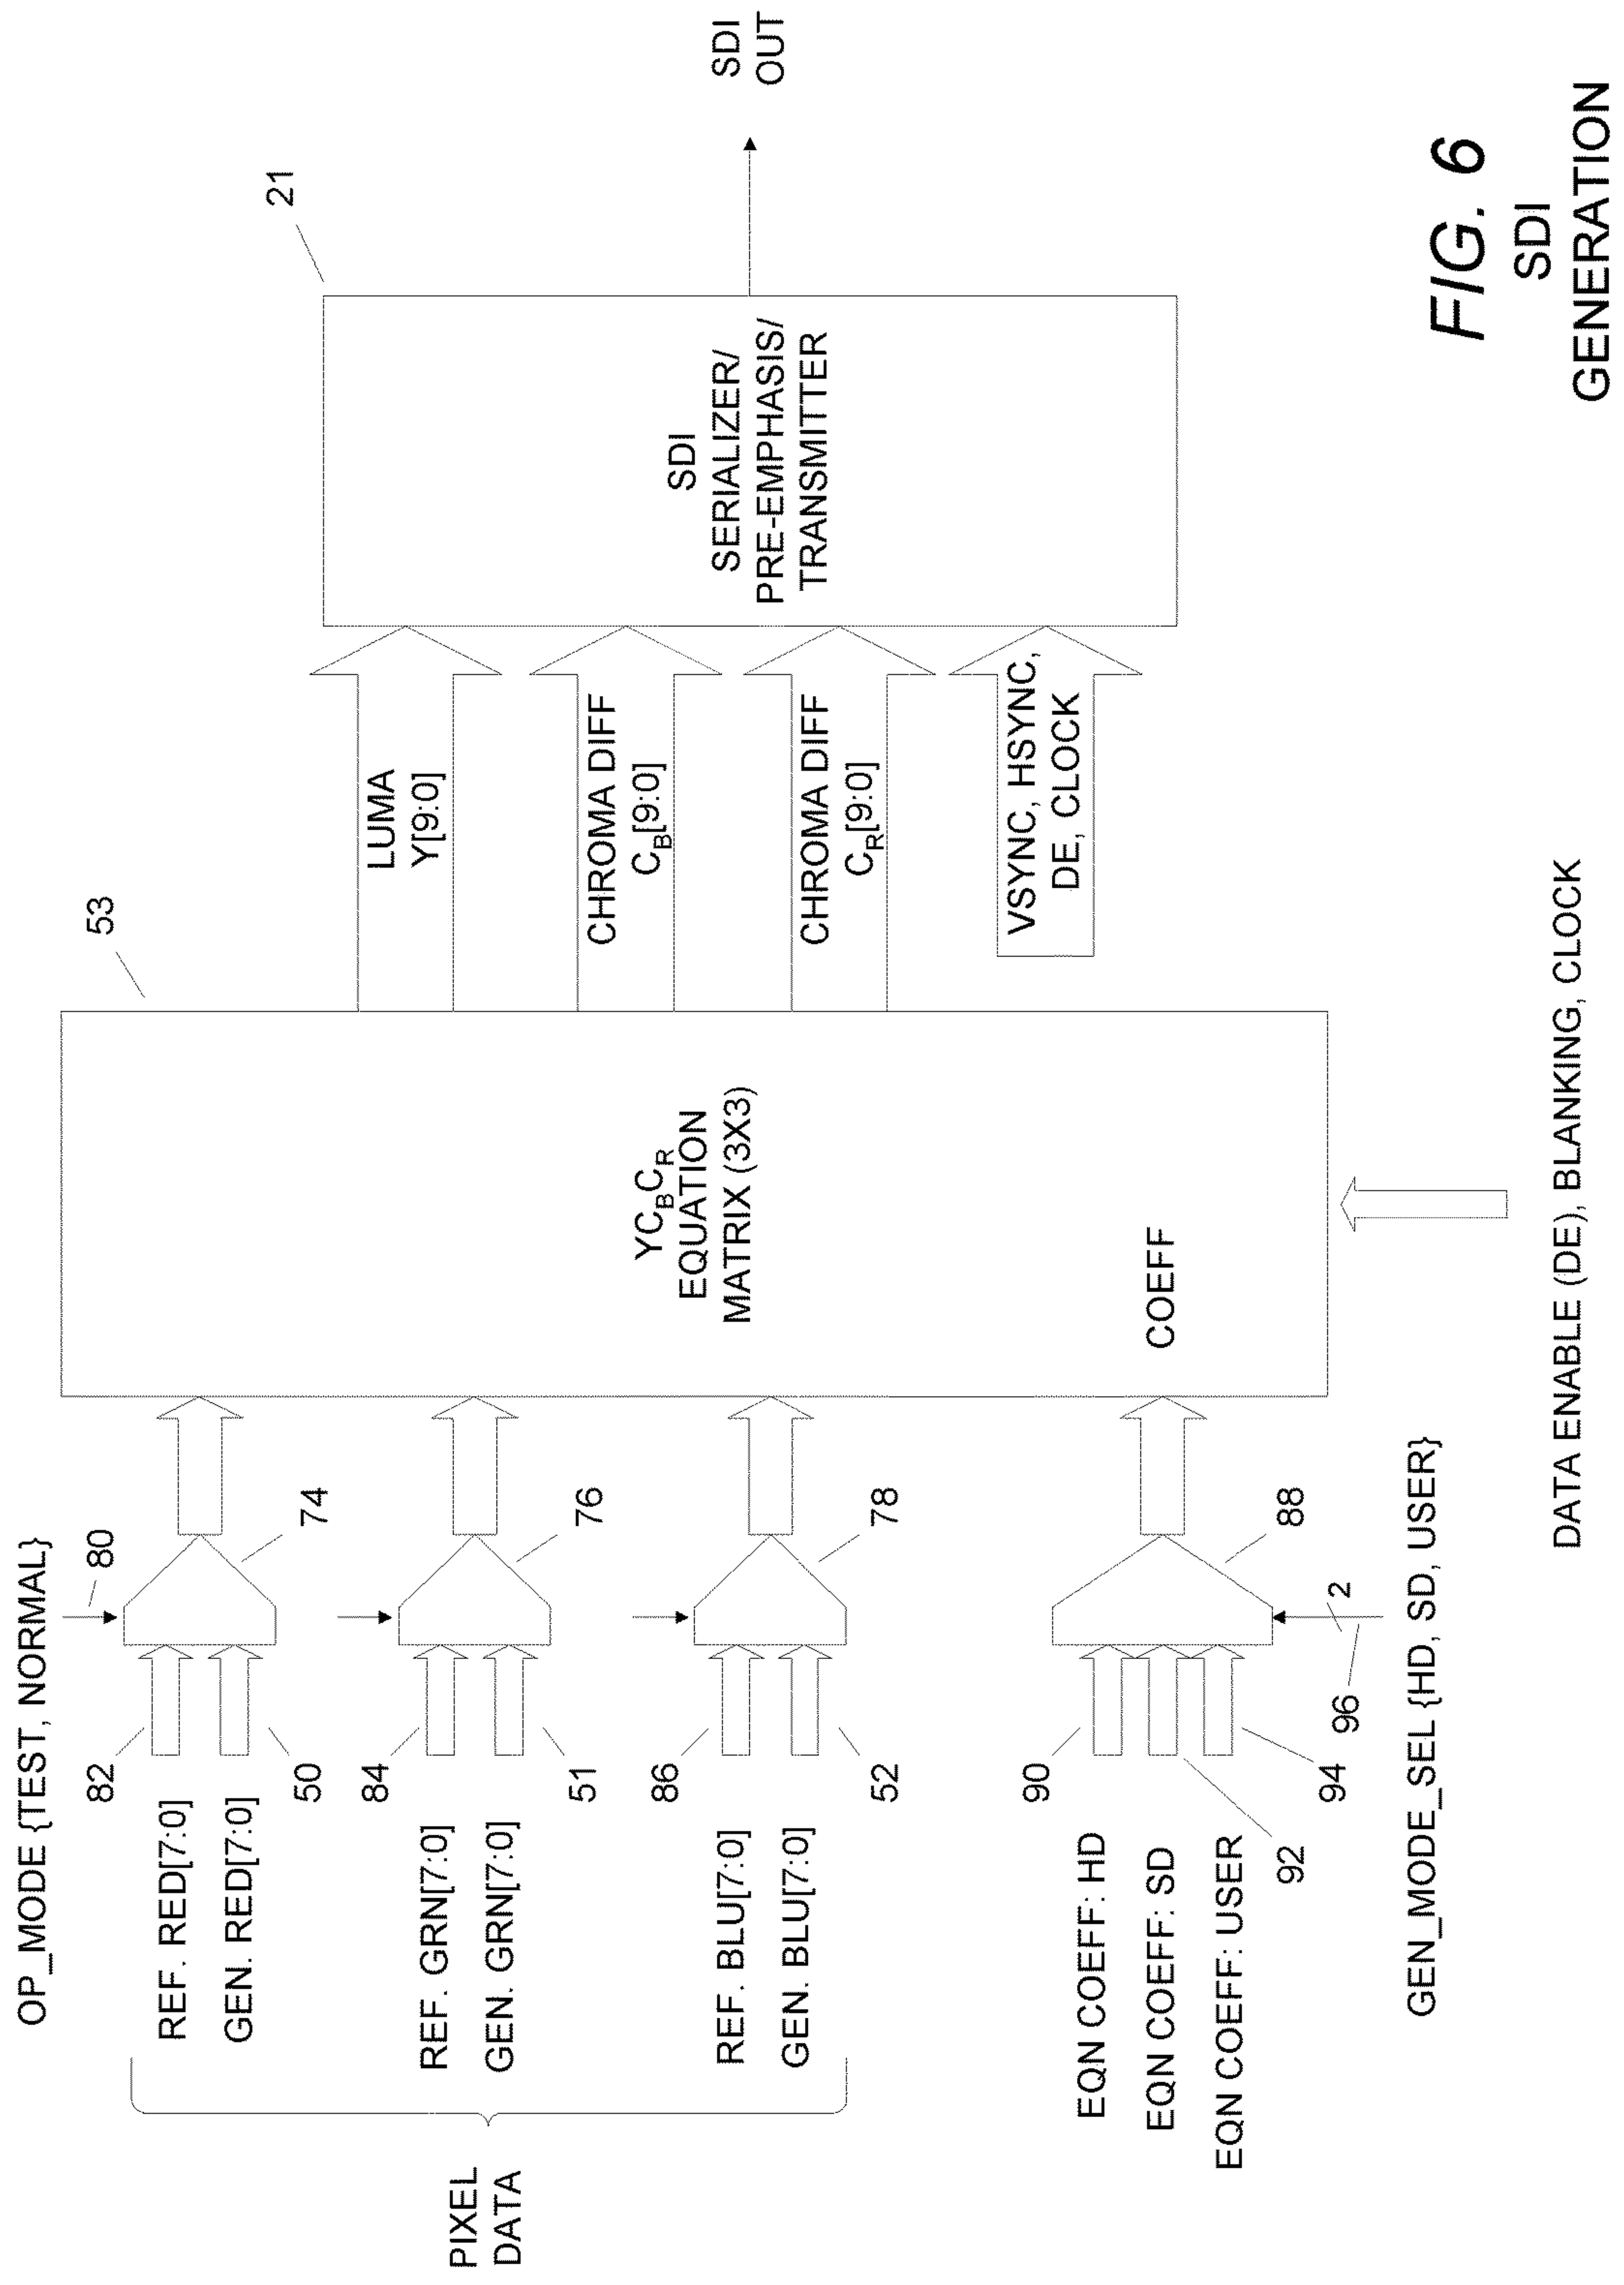 OP_MODE {TEST, NORMAL}
80
82
REF. RED[7:0]
GEN. RED[7:0]
50
74
84
REF. GRN[7:0]
GEN. GRN[7:0]
51
76
PIXEL
DATA
86
REF. BLU[7:0]
GEN. BLU[7:0]
52
78
90
EQN COEFF: HD
EQN COEFF: SD
EQN COEFF: USER
92
94
88
2
96
GEN_MODE_SEL {HD, SD, USER}
53
YCBCR
EQUATION
MATRIX (3X3)
COEFF
DATA ENABLE (DE), BLANKING, CLOCK
LUMA
Y[9:0]
CHROMA DIFF
CB[9:0]
CHROMA DIFF
CR[9:0]
VSYNC, HSYNC,
DE, CLOCK
21
SDI
SERIALIZER/
PRE-EMPHASIS/
TRANSMITTER
SDI
OUT
FIG. 6
SDI
GENERATION